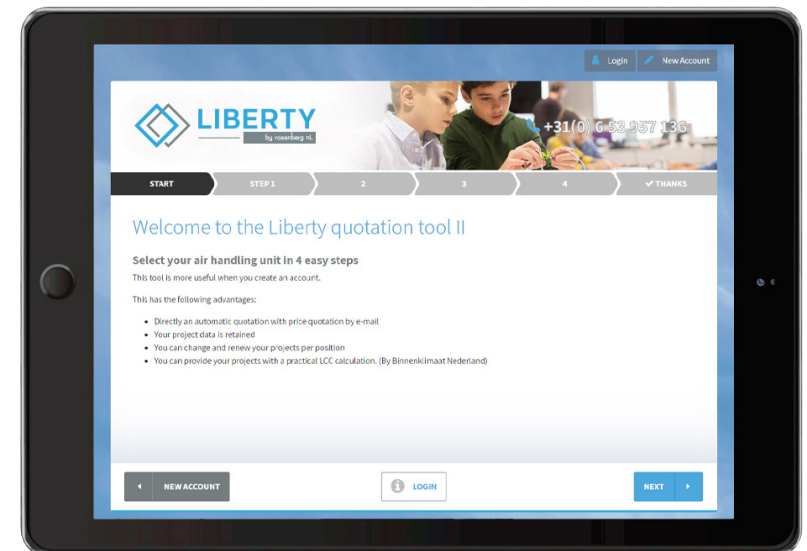 Login
New Account
LIBERTY
by rosenberg nl.
+31(0) 6 53 957 136
START
STEP 1
2
3
4
THANKS
Welcome to the Liberty quotation tool II
Select your air handling unit in 4 easy steps
This tool is more useful when you create an account.
This has the following advantages:
Directly an automatic quotation with price quotation by e-mail
Your project data is retained
You can change and renew your projects per position
You can provide your projects with a practical LCC calculation. (By Binnenklimaat Nederland)
NEW ACCOUNT
LOGIN
NEXT